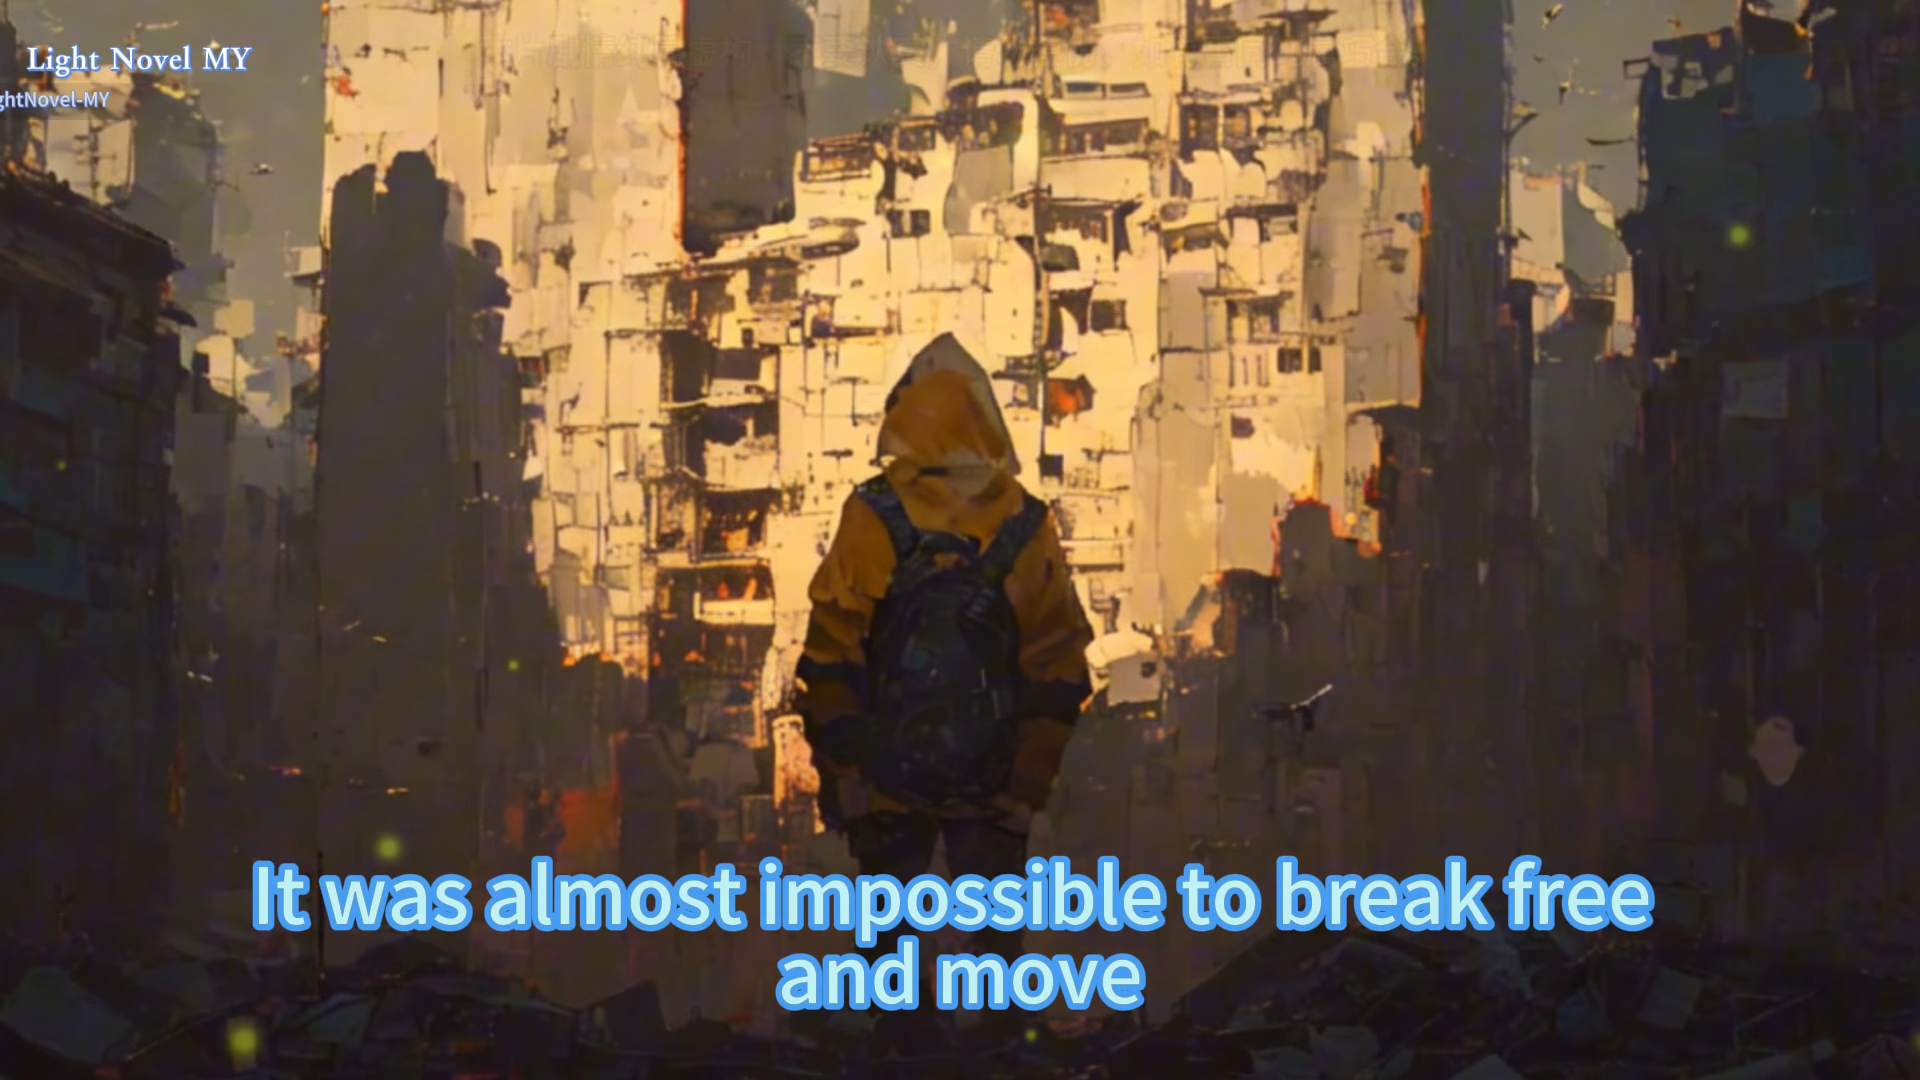 Light Novel MY
ghtNovel-MY
It was almost impossible to break free
and move